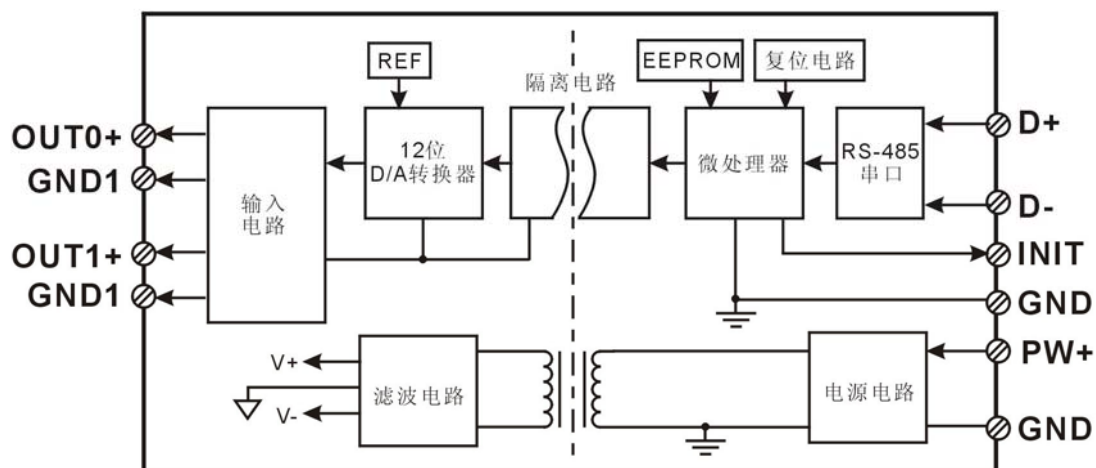 REF
EEPROM
复位电路
隔离电路
OUT0+
GND1
OUT1+
GND1
输入
电路
12位
D/A转换器
微处理器
RS-485
串口
D+
D-
INIT
GND
PW+
GND
V+
V-
滤波电路
电源电路